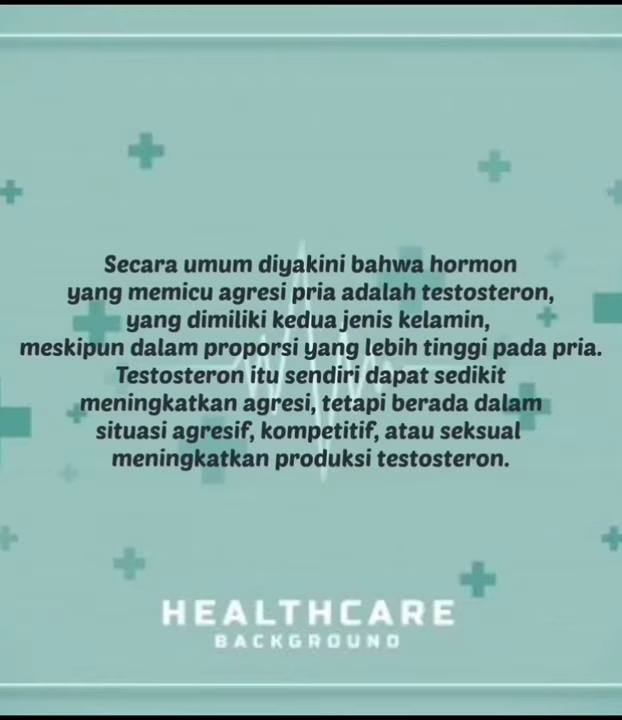 Secara umum diyakini bahwa hormon
yang memicu agresi pria adalah testosteron,
yang dimiliki kedua jenis kelamin,
meskipun dalam proporsi yang lebih tinggi pada pria.
Testosteron itu sendiri dapat sedikit
meningkatkan agresi, tetapi berada dalam
situasi agresif, kompetitif, atau seksual
meningkatkan produksi testosteron.
HEALTHCARE
BACKGROUND